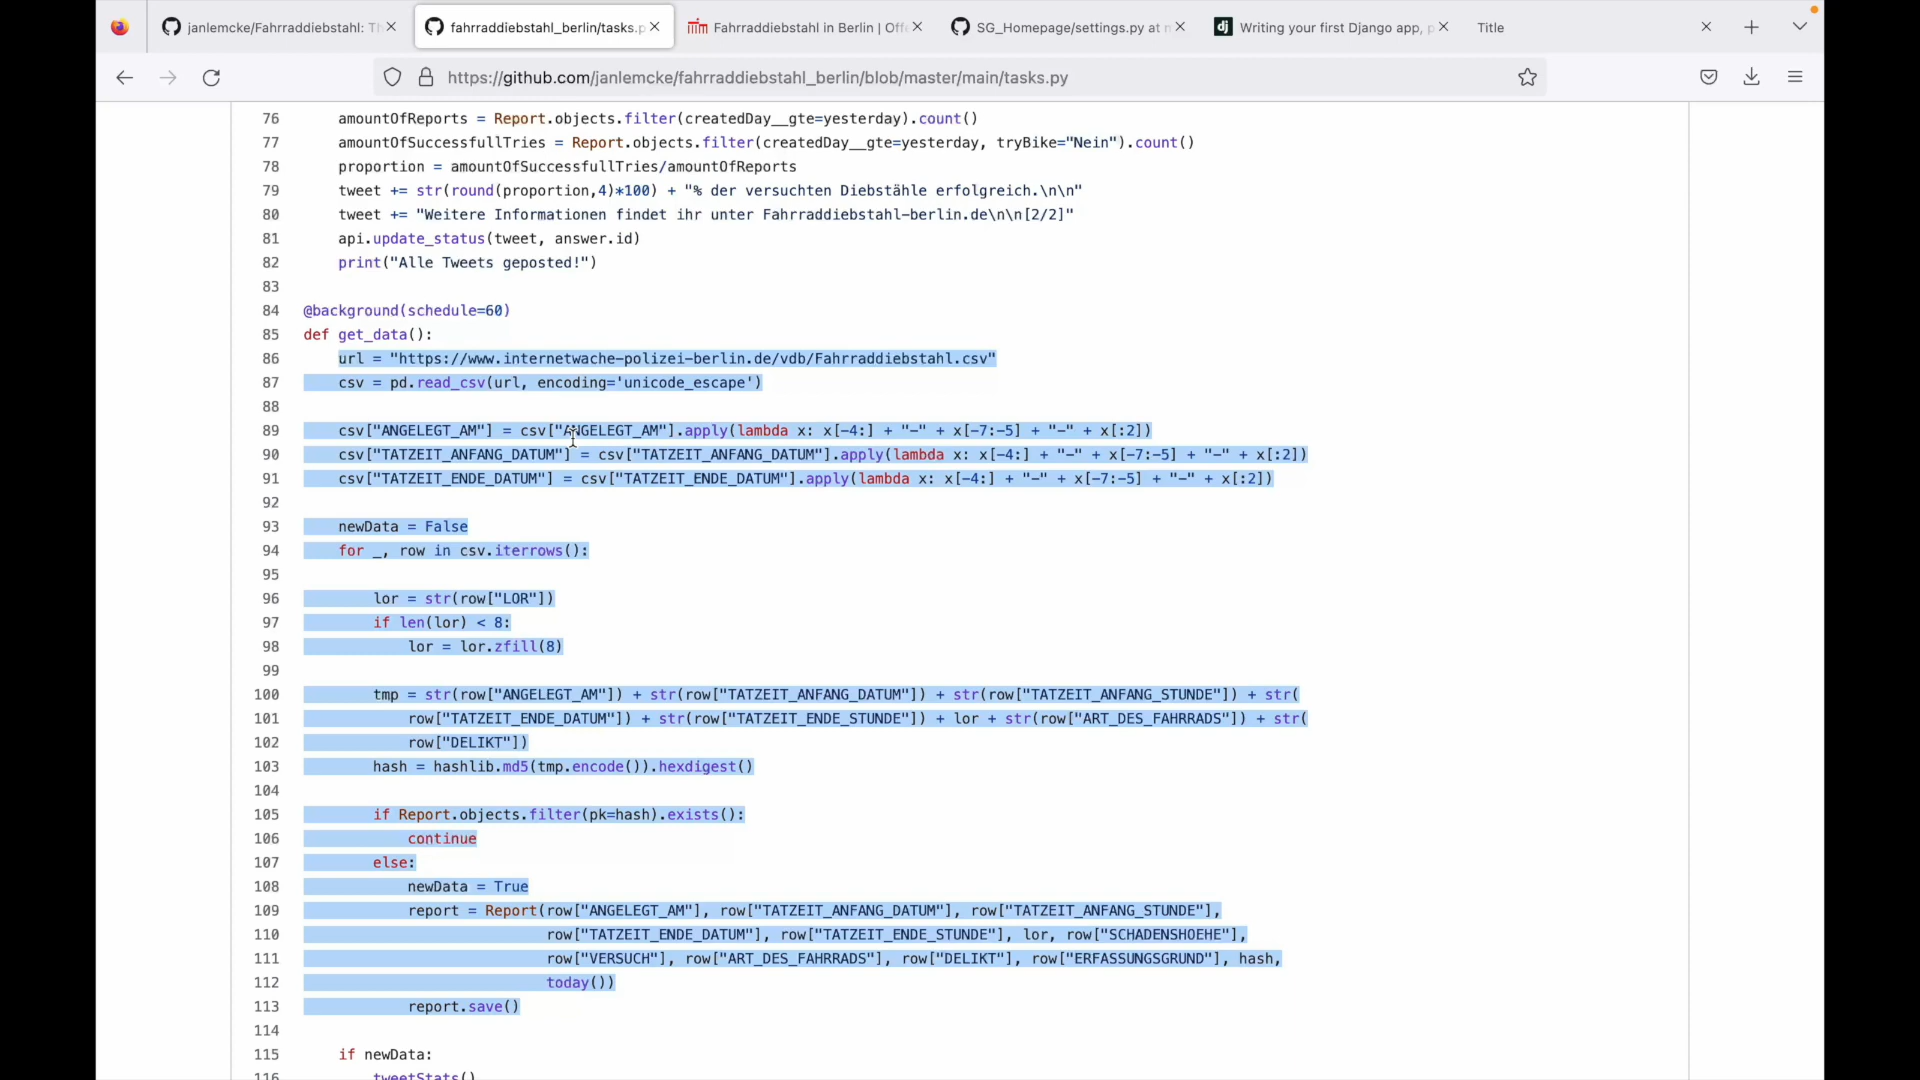 janlemcke/Fahrraddiebstahl: Th
fahrraddiebstahl_berlin/tasks.p
Fahrraddiebstahl in Berlin | Off
SG_Homepage/settings.py at m
Writing your first Django app, p
Title
https://github.com/janlemcke/fahrraddiebstahl_berlin/blob/master/main/tasks.py
76 amountOfReports = Report.objects.filter(createdDay__gte=yesterday).count()
77 amountOfSuccessfullTries = Report.objects.filter(createdDay__gte=yesterday, tryBike="Nein").count()
78 proportion = amountOfSuccessfullTries/amountOfReports
79 tweet += str(round(proportion,4)*100) + "% der versuchten Diebstähle erfolgreich.\n\n"
80 tweet += "Weitere Informationen findet ihr unter Fahrraddiebstahl-berlin.de\n\n[2/2]"
81 api.update_status(tweet, answer.id)
82 print("Alle Tweets geposted!")
83
84 @background(schedule=60)
85 def get_data():
86 url = "https://www.internetwache-polizei-berlin.de/vdb/Fahrraddiebstahl.csv"
87 csv = pd.read_csv(url, encoding='unicode_escape')
88
89 csv["ANGELEGT_AM"] = csv["ANGELEGT_AM"].apply(lambda x: x[-4:] + "-" + x[-7:-5] + "-" + x[:2])
90 csv["TATZEIT_ANFANG_DATUM"] = csv["TATZEIT_ANFANG_DATUM"].apply(lambda x: x[-4:] + "-" + x[-7:-5] + "-" + x[:2])
91 csv["TATZEIT_ENDE_DATUM"] = csv["TATZEIT_ENDE_DATUM"].apply(lambda x: x[-4:] + "-" + x[-7:-5] + "-" + x[:2])
92
93 newData = False
94 for _, row in csv.iterrows():
95
96 lor = str(row["LOR"])
97 if len(lor) < 8:
98 lor = lor.zfill(8)
99
100 tmp = str(row["ANGELEGT_AM"]) + str(row["TATZEIT_ANFANG_DATUM"]) + str(row["TATZEIT_ANFANG_STUNDE"]) + str(
101 row["TATZEIT_ENDE_DATUM"]) + str(row["TATZEIT_ENDE_STUNDE"]) + lor + str(row["ART_DES_FAHRRADS"]) + str(
102 row["DELIKT"])
103 hash = hashlib.md5(tmp.encode()).hexdigest()
104
105 if Report.objects.filter(pk=hash).exists():
106 continue
107 else:
108 newData = True
109 report = Report(row["ANGELEGT_AM"], row["TATZEIT_ANFANG_DATUM"], row["TATZEIT_ANFANG_STUNDE"],
110 row["TATZEIT_ENDE_DATUM"], row["TATZEIT_ENDE_STUNDE"], lor, row["SCHADENSHOEHE"],
111 row["VERSUCH"], row["ART_DES_FAHRRADS"], row["DELIKT"], row["ERFASSUNGSGRUND"], hash,
112 today())
113 report.save()
114
115 if newData:
116 tweetStats()